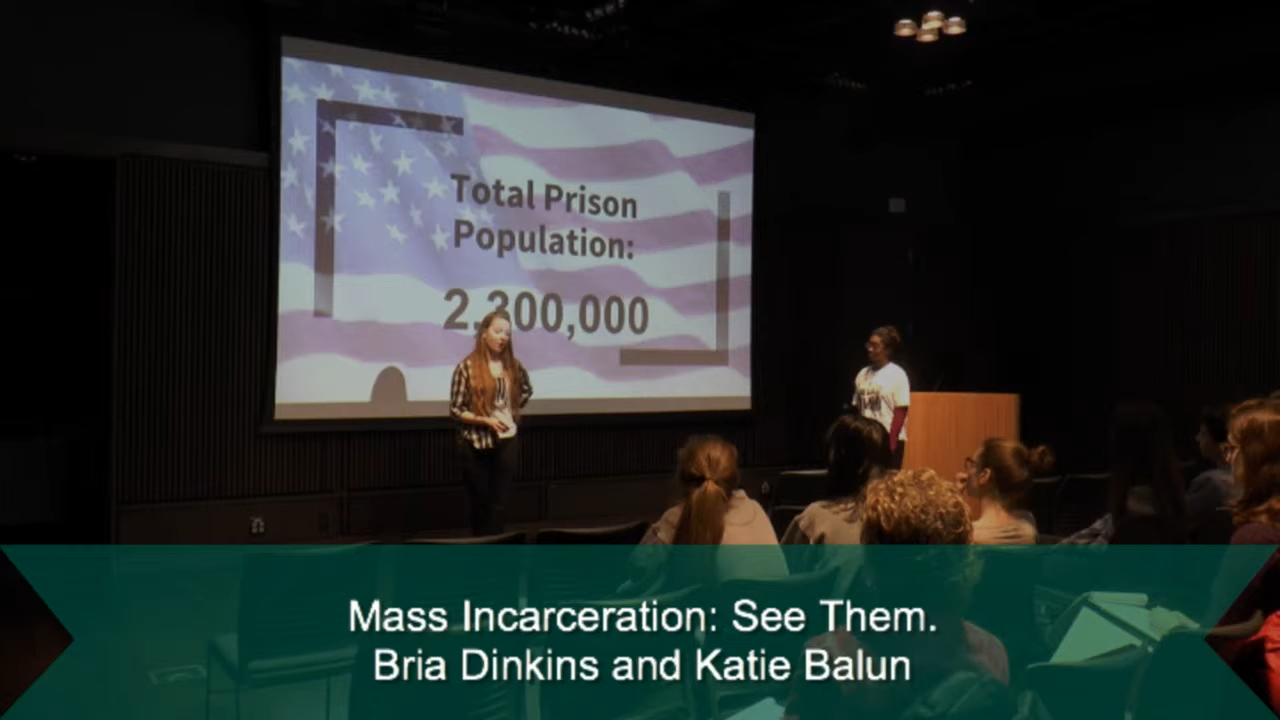 Total Prison
Population:
2,300,000
Mass Incarceration: See Them.
Bria Dinkins and Katie Balun